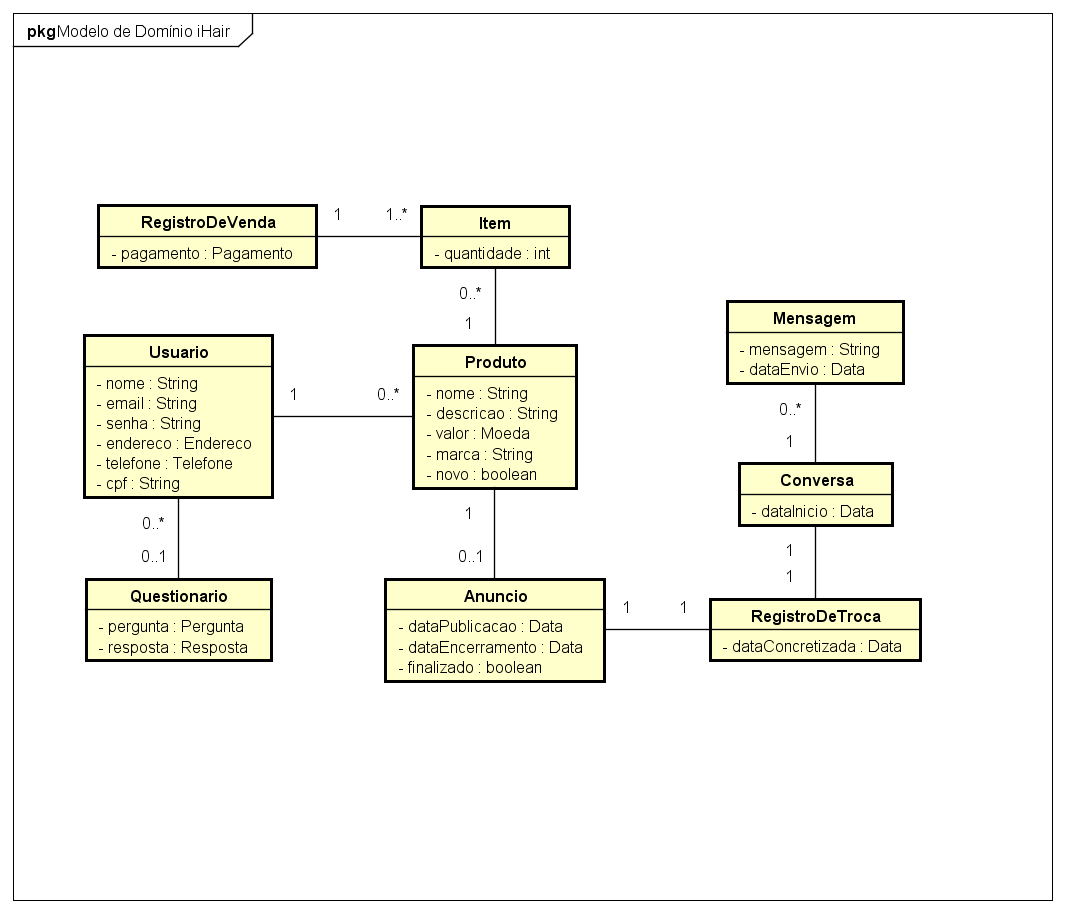 pkgModelo de Domínio iHair
RegistroDeVenda
- pagamento : Pagamento
1
1..*
Item
- quantidade : int
0..*
1
Usuario
- nome : String
- email : String
- senha : String
- endereco : Endereco
- telefone : Telefone
- cpf : String
1
0..*
Produto
- nome : String
- descricao : String
- valor : Moeda
- marca : String
- novo : boolean
Mensagem
- mensagem : String
- dataEnvio : Data
0..*
1
Conversa
- dataInicio : Data
1
1
0..*
0..1
Questionario
- pergunta : Pergunta
- resposta : Resposta
1
0..1
Anuncio
- dataPublicacao : Data
- dataEncerramento : Data
- finalizado : boolean
1
1
RegistroDeTroca
- dataConcretizada : Data